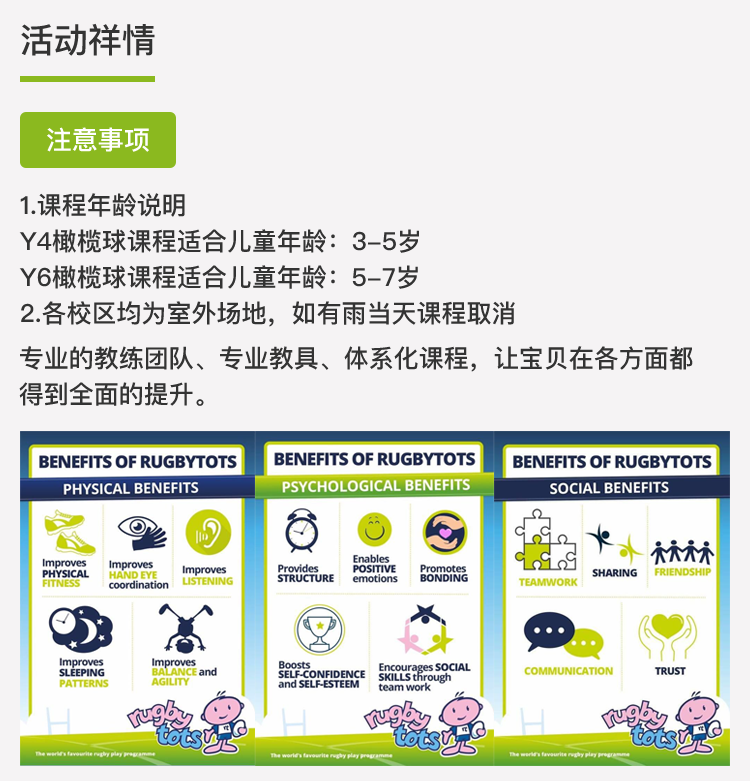 活动祥情
注意事项
1.课程年龄说明
Y4橄榄球课程适合儿童年龄：3-5岁
Y6橄榄球课程适合儿童年龄：5-7岁
2.各校区均为室外场地，如有雨当天课程取消
专业的教练团队、专业教具、体系化课程，让宝贝在各方面都
得到全面的提升。
BENEFITS OF RUGBYTOTS
PHYSICAL BENEFITS
Improves
PHYSICAL
FITNESS
Improves
HAND EYE
coordination
Improves
LISTENING
Improves
SLEEPING
PATTERNS
Improves
BALANCE and
AGILITY
rugby
tots
The world's favourite rugby play programme
BENEFITS OF RUGBYTOTS
PSYCHOLOGICAL BENEFITS
Provides
STRUCTURE
Enables
POSITIVE
emotions
Promotes
BONDING
Boosts
SELF-CONFIDENCE
and SELF-ESTEEM
Encourages SOCIAL
SKILLS through
team work
rugby
tots
The world's favourite rugby play programme
BENEFITS OF RUGBYTOTS
SOCIAL BENEFITS
TEAMWORK
SHARING
FRIENDSHIP
COMMUNICATION
TRUST
rugby
tots
The world's favourite rugby play programme